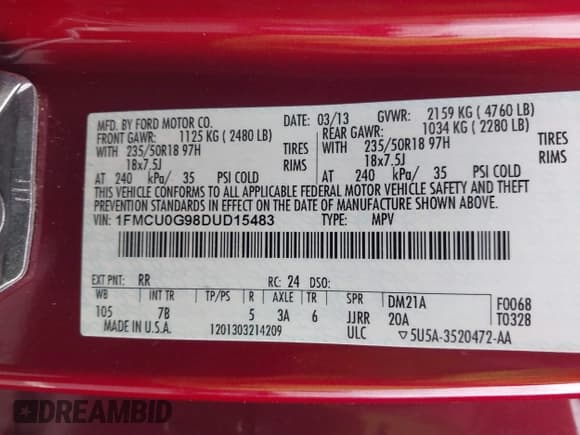 MFD. BY FORD MOTOR CO. DATE: 03/13 GVWR: 2159 KG ( 4760 LB)
FRONT GAWR: 1125 KG ( 2480 LB) REAR GAWR: 1034 KG ( 2280 LB)
WITH 235/50R18 97H TIRES WITH 235/50R18 97H TIRES
18x7.5J RIMS 18x7.5J RIMS
AT 240 kPa/ 35 PSI COLD AT 240 kPa/ 35 PSI COLD
THIS VEHICLE CONFORMS TO ALL APPLICABLE FEDERAL MOTOR VEHICLE SAFETY AND THEFT
PREVENTION STANDARDS IN EFFECT ON THE DATE OF MANUFACTURE SHOWN ABOVE.
VIN: 1FMCU0G98DUD15483 TYPE: MPV
EXT PNT: RR RC: 24 DSO:
WB INT TR TP/PS R AXLE TR SPR DM21A F0068
105 7B 5 3A 6 JJRR 20A T0328
MADE IN U.S.A. 1201303214209 ULC ▽5U5A-3520472-AA
DREAMBID